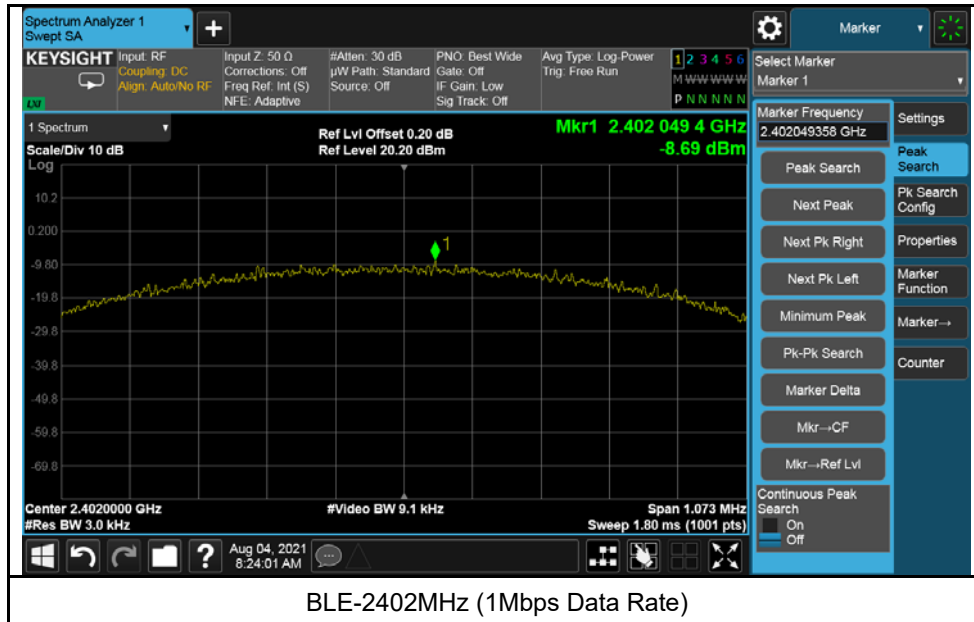 Spectrum Analyzer 1
Swept SA
+
Marker
KEYSIGHT
LXI
Input: RF
Coupling: DC
Align: Auto/No RF
Input Z: 50 Ω
Corrections: Off
Freq Ref: Int (S)
NFE: Adaptive
#Atten: 30 dB
µW Path: Standard
Source: Off
PNO: Best Wide
Gate: Off
IF Gain: Low
Sig Track: Off
Avg Type: Log-Power
Trig: Free Run
1 2 3 4 5 6
M W W W W W
P N N N N N
Select Marker
Marker 1
1 Spectrum
Scale/Div 10 dB
Log
Ref Lvl Offset 0.20 dB
Ref Level 20.20 dBm
Mkr1 2.402 049 4 GHz
-8.69 dBm
10.2
0.200
-9.80
-19.8
-29.8
-39.8
-49.8
-59.8
-69.8
1
Center 2.4020000 GHz
#Res BW 3.0 kHz
#Video BW 9.1 kHz
Span 1.073 MHz
Sweep 1.80 ms (1001 pts)
Marker Frequency
2.402049358 GHz
Peak Search
Next Peak
Next Pk Right
Next Pk Left
Minimum Peak
Pk-Pk Search
Marker Delta
Mkr→CF
Mkr→Ref Lvl
Continuous Peak
Search
On
Off
Settings
Peak
Search
Pk Search
Config
Properties
Marker
Function
Marker→
Counter
?
Aug 04, 2021
8:24:01 AM
BLE-2402MHz (1Mbps Data Rate)